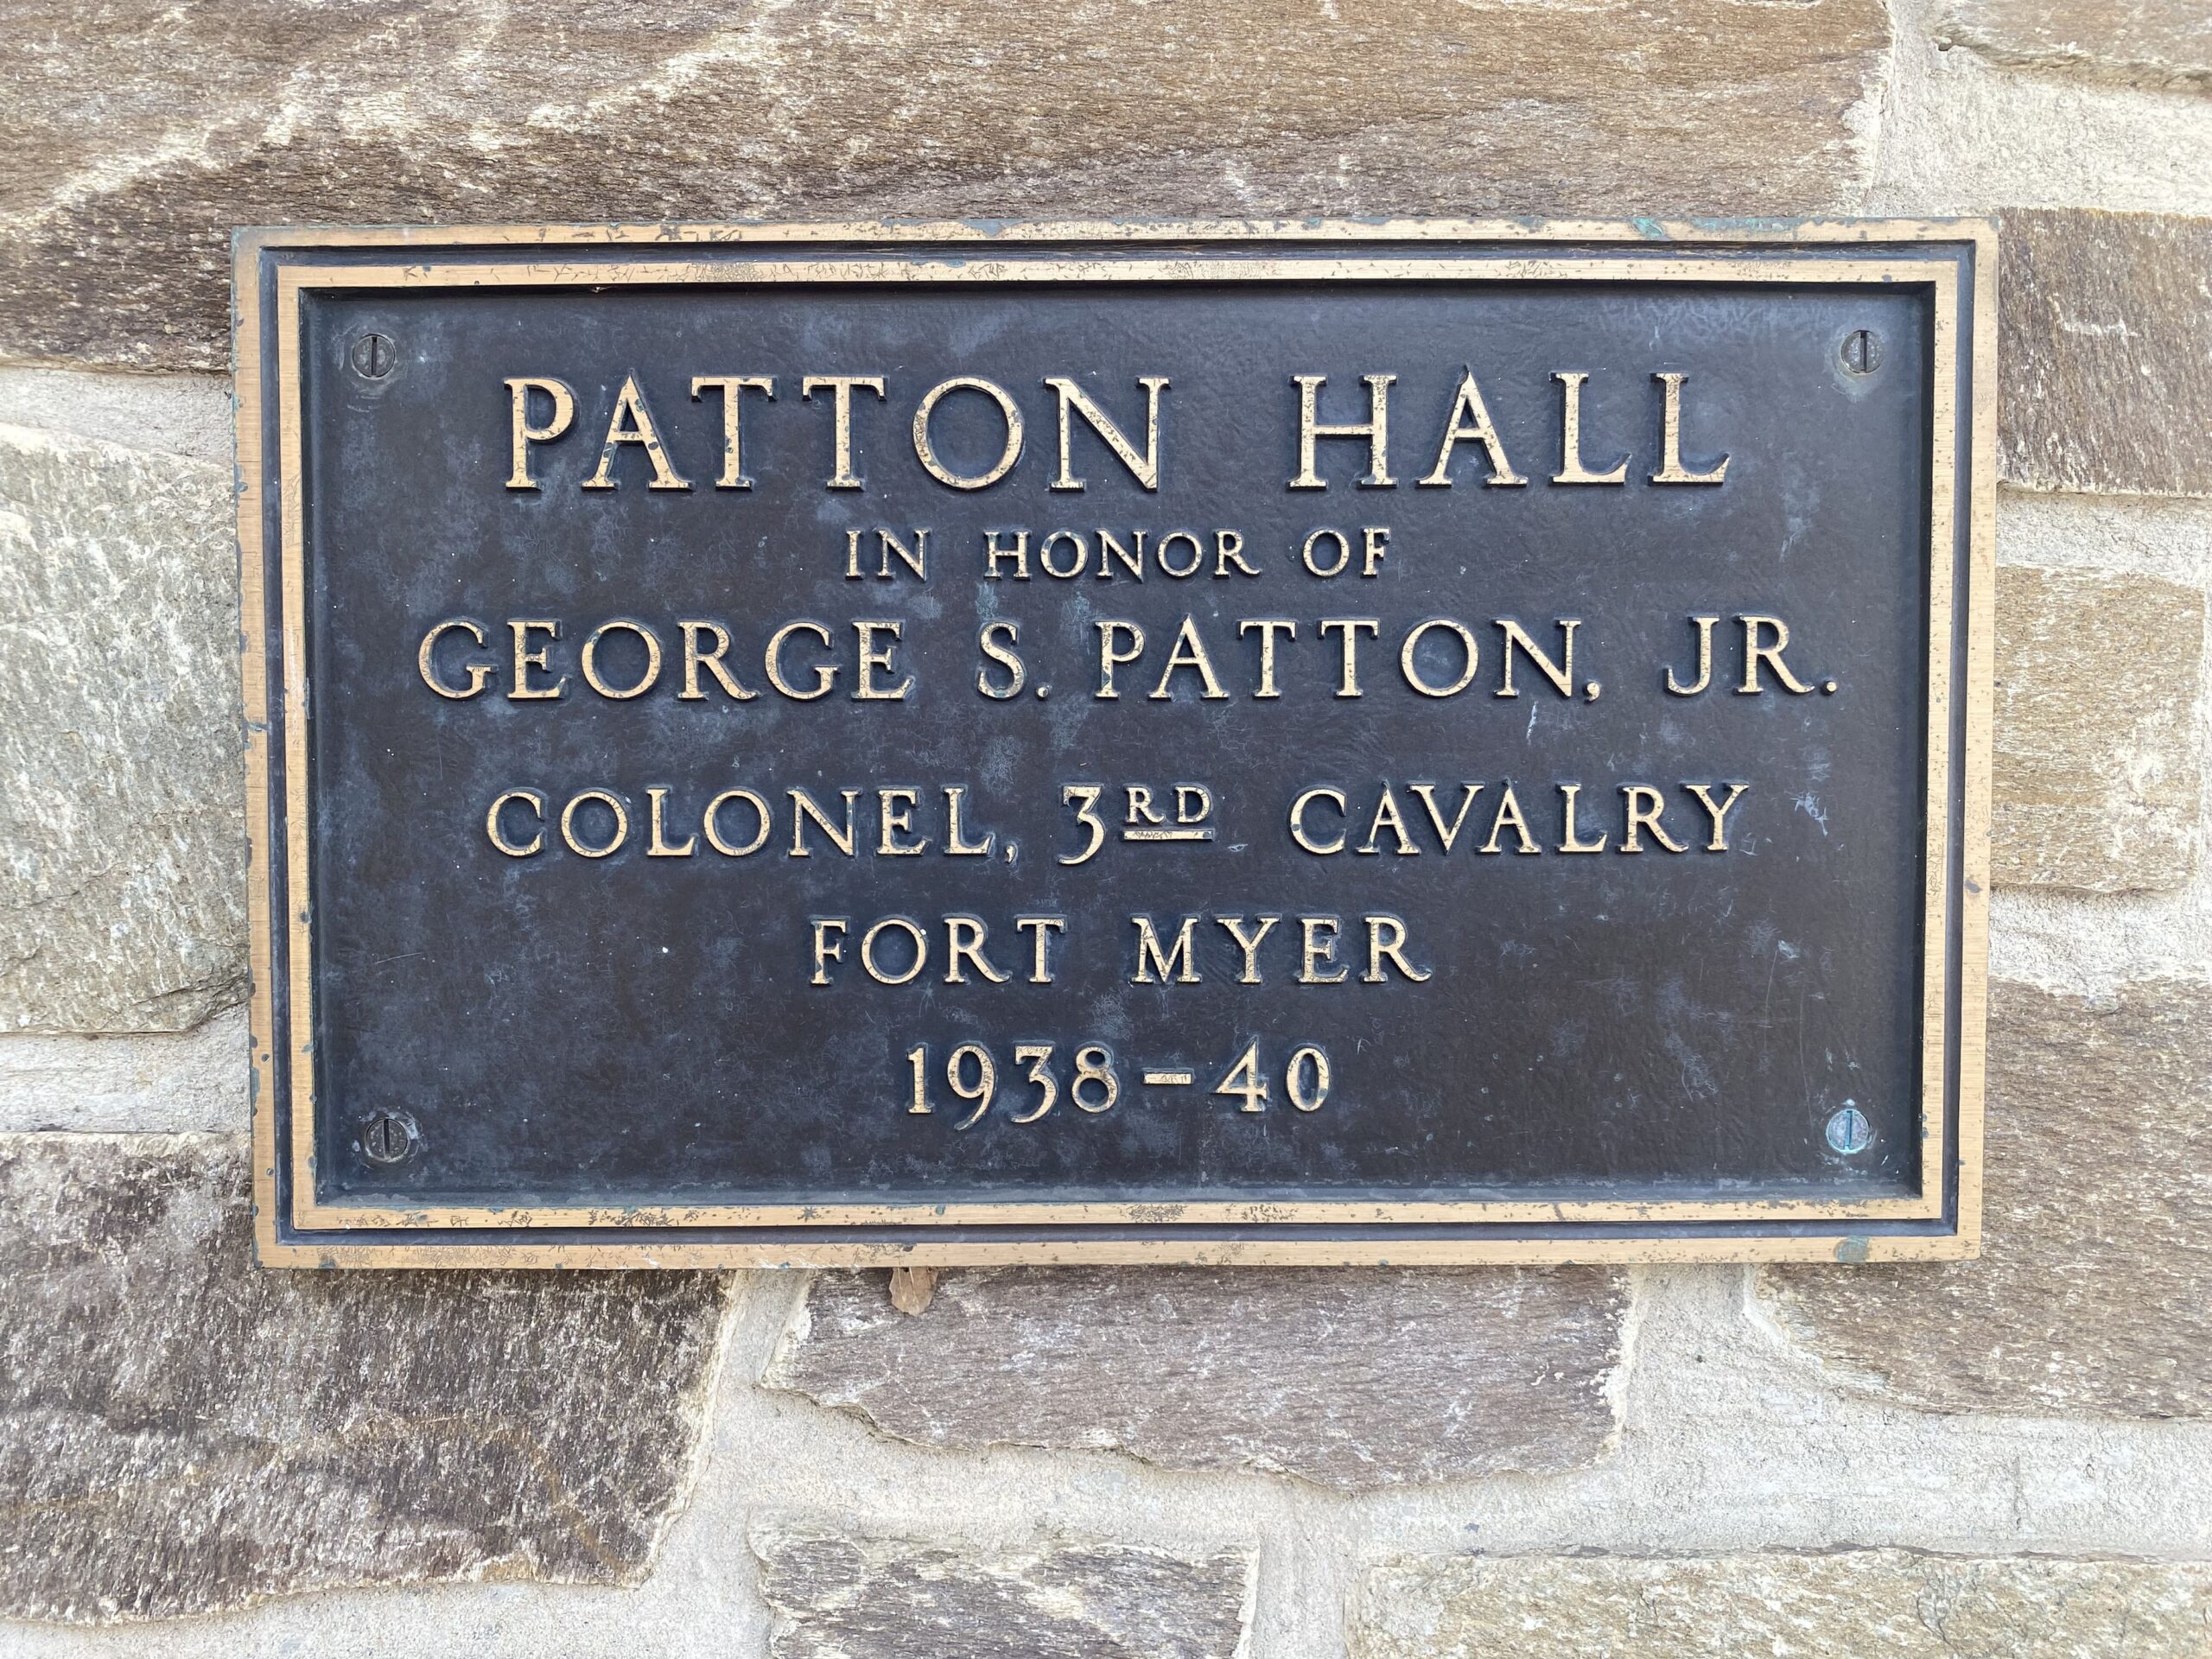 PATTON HALL
IN HONOR OF
GEORGE S. PATTON, JR.
COLONEL, 3RD CAVALRY
FORT MYER
1938-40